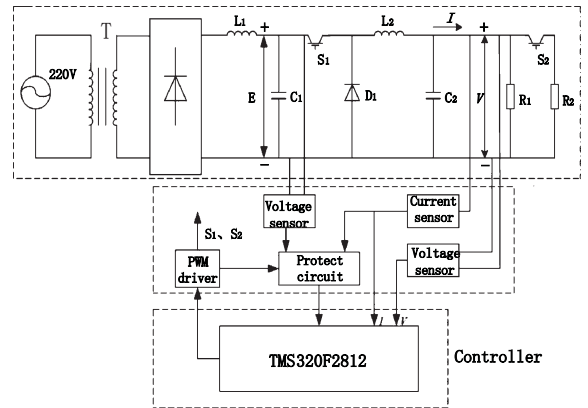 T
220V
L1
+
S1
L2
I
+
S2
E
C1
D1
C2
V
R1
R2
-
-
Voltage
sensor
Current
sensor
S1、S2
PWM
driver
Protect
circuit
Voltage
sensor
I
V
TMS320F2812
Controller